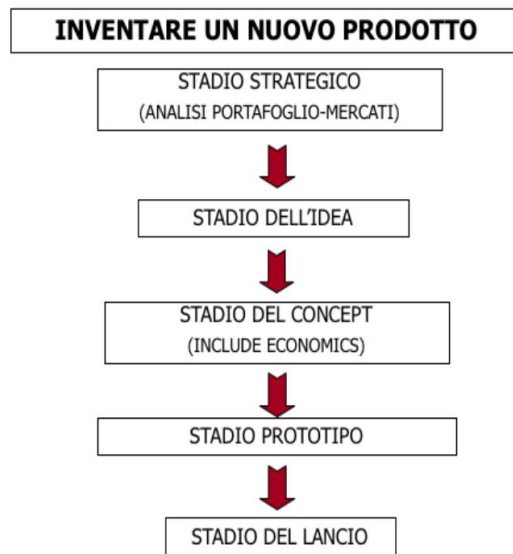 INVENTARE UN NUOVO PRODOTTO
STADIO STRATEGICO
(ANALISI PORTAFOGLIO-MERCATI)
STADIO DELL'IDEA
STADIO DEL CONCEPT
(INCLUDE ECONOMICS)
STADIO PROTOTIPO
STADIO DEL LANCIO